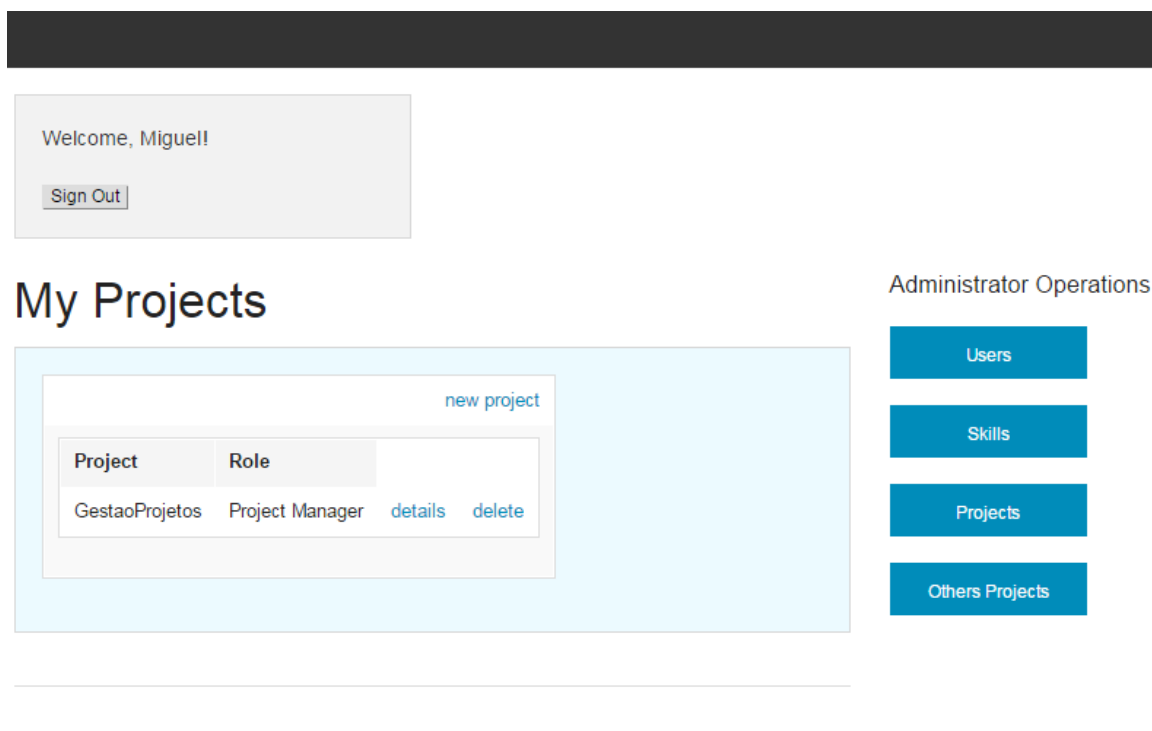 Welcome, Miguel!
Sign Out
My Projects
new project
Project Role
GestaoProjetos Project Manager details delete
Administrator Operations
Users
Skills
Projects
Others Projects